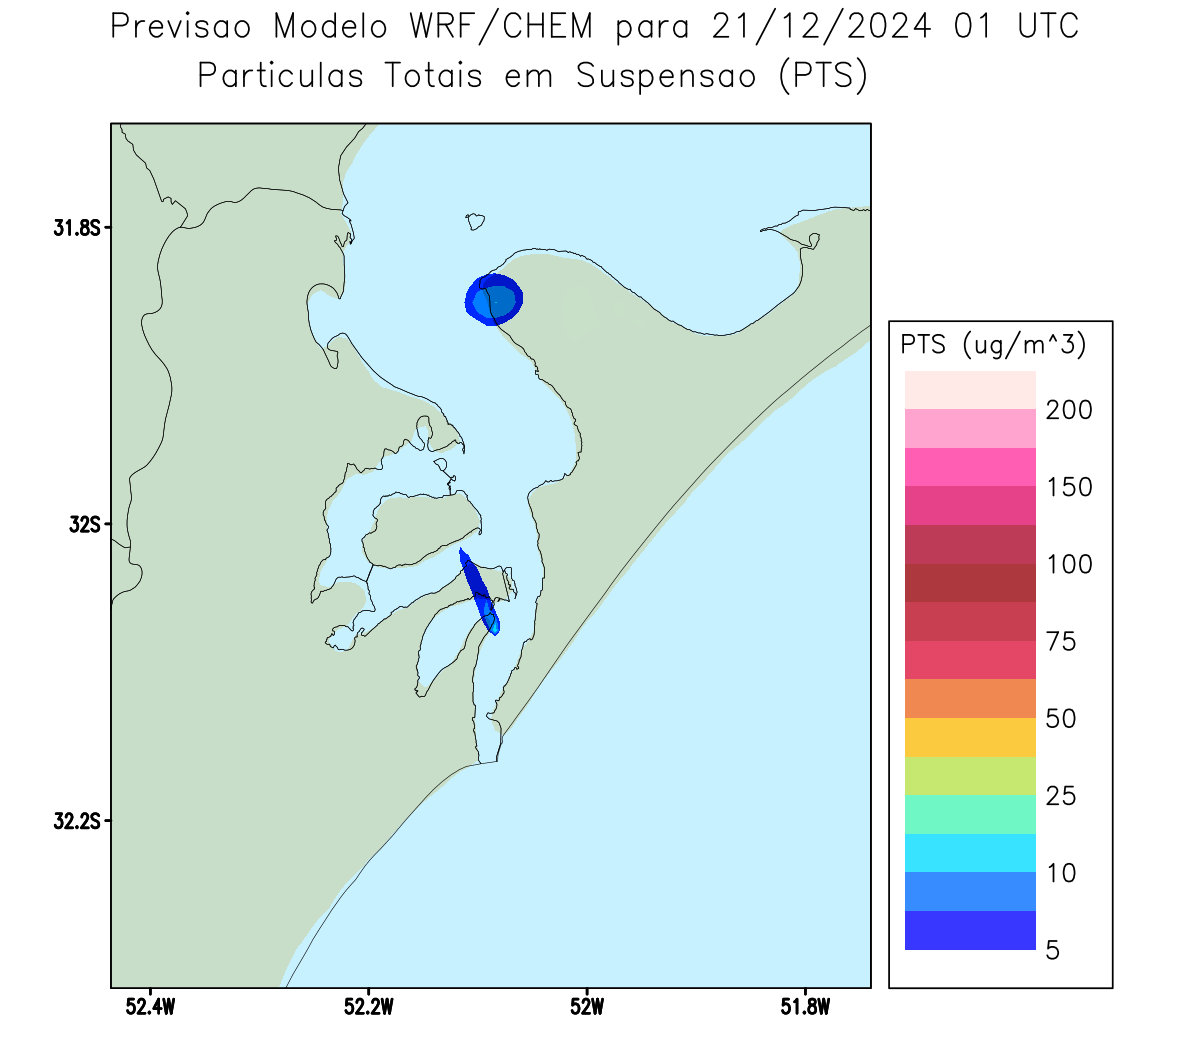 Previsao Modelo WRF/CHEM para 21/12/2024 01 UTC
Particulas Totais em Suspensao (PTS)
31.8S
32S
32.2S
52.4W
52.2W
52W
51.8W
PTS (ug/m^3)
200
150
100
75
50
25
10
5